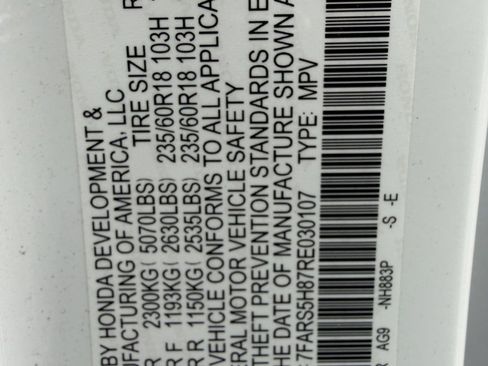 BY HONDA DEVELOPMENT &
NUFACTURING OF AMERICA, LLC
TIRE SIZE R
R 2300KG( 5070LBS)
R F 1193KG( 2630LBS) 235/60R18 103H
R R 1150KG( 2535LBS) 235/60R18 103H
VEHICLE CONFORMS TO ALL APPLICA
ERAL MOTOR VEHICLE SAFETY
THEFT PREVENTION STANDARDS IN E
HE DATE OF MANUFACTURE SHOWN A
7FARS5H87RE030107 TYPE: MPV
R AG9 -NH883P -S -E